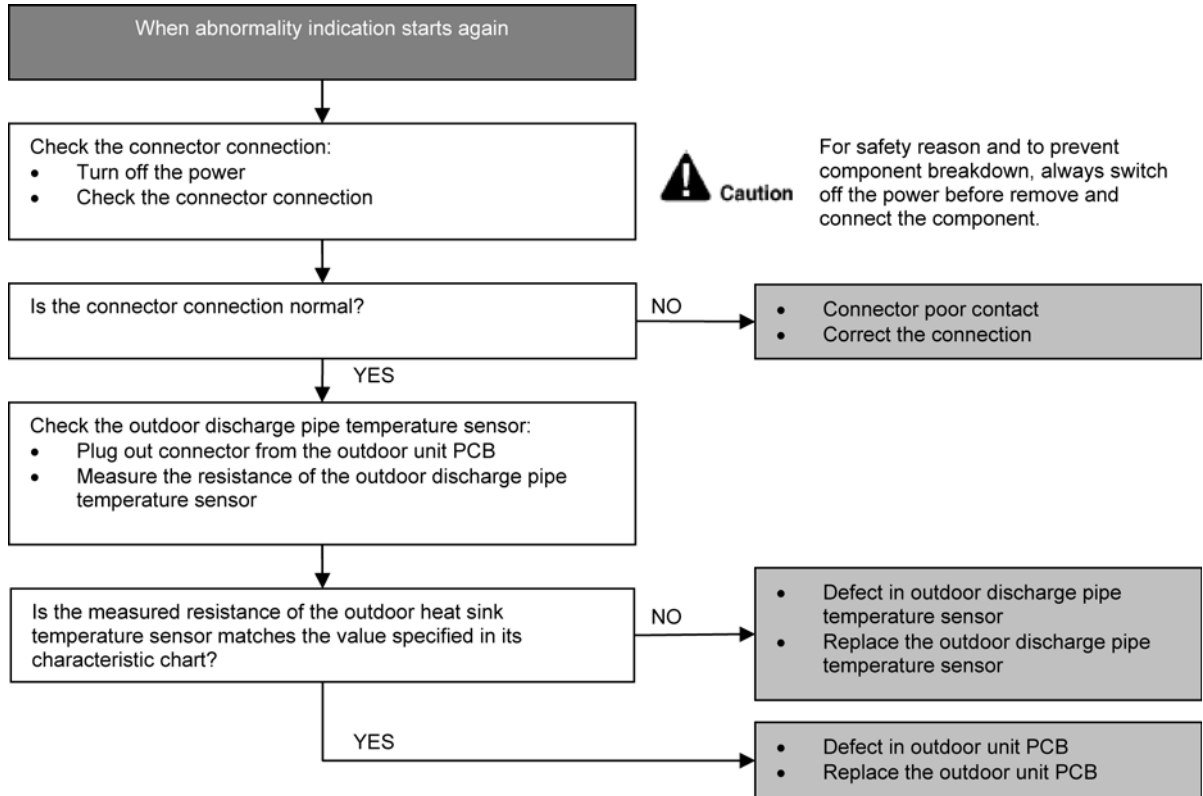 When abnormality indication starts again
Check the connector connection:
• Turn off the power
• Check the connector connection
Caution
For safety reason and to prevent
component breakdown, always switch
off the power before remove and
connect the component.
Is the connector connection normal?
NO
• Connector poor contact
• Correct the connection
YES
Check the outdoor discharge pipe temperature sensor:
• Plug out connector from the outdoor unit PCB
• Measure the resistance of the outdoor discharge pipe
temperature sensor
Is the measured resistance of the outdoor heat sink
temperature sensor matches the value specified in its
characteristic chart?
NO
• Defect in outdoor discharge pipe
temperature sensor
• Replace the outdoor discharge pipe
temperature sensor
YES
• Defect in outdoor unit PCB
• Replace the outdoor unit PCB